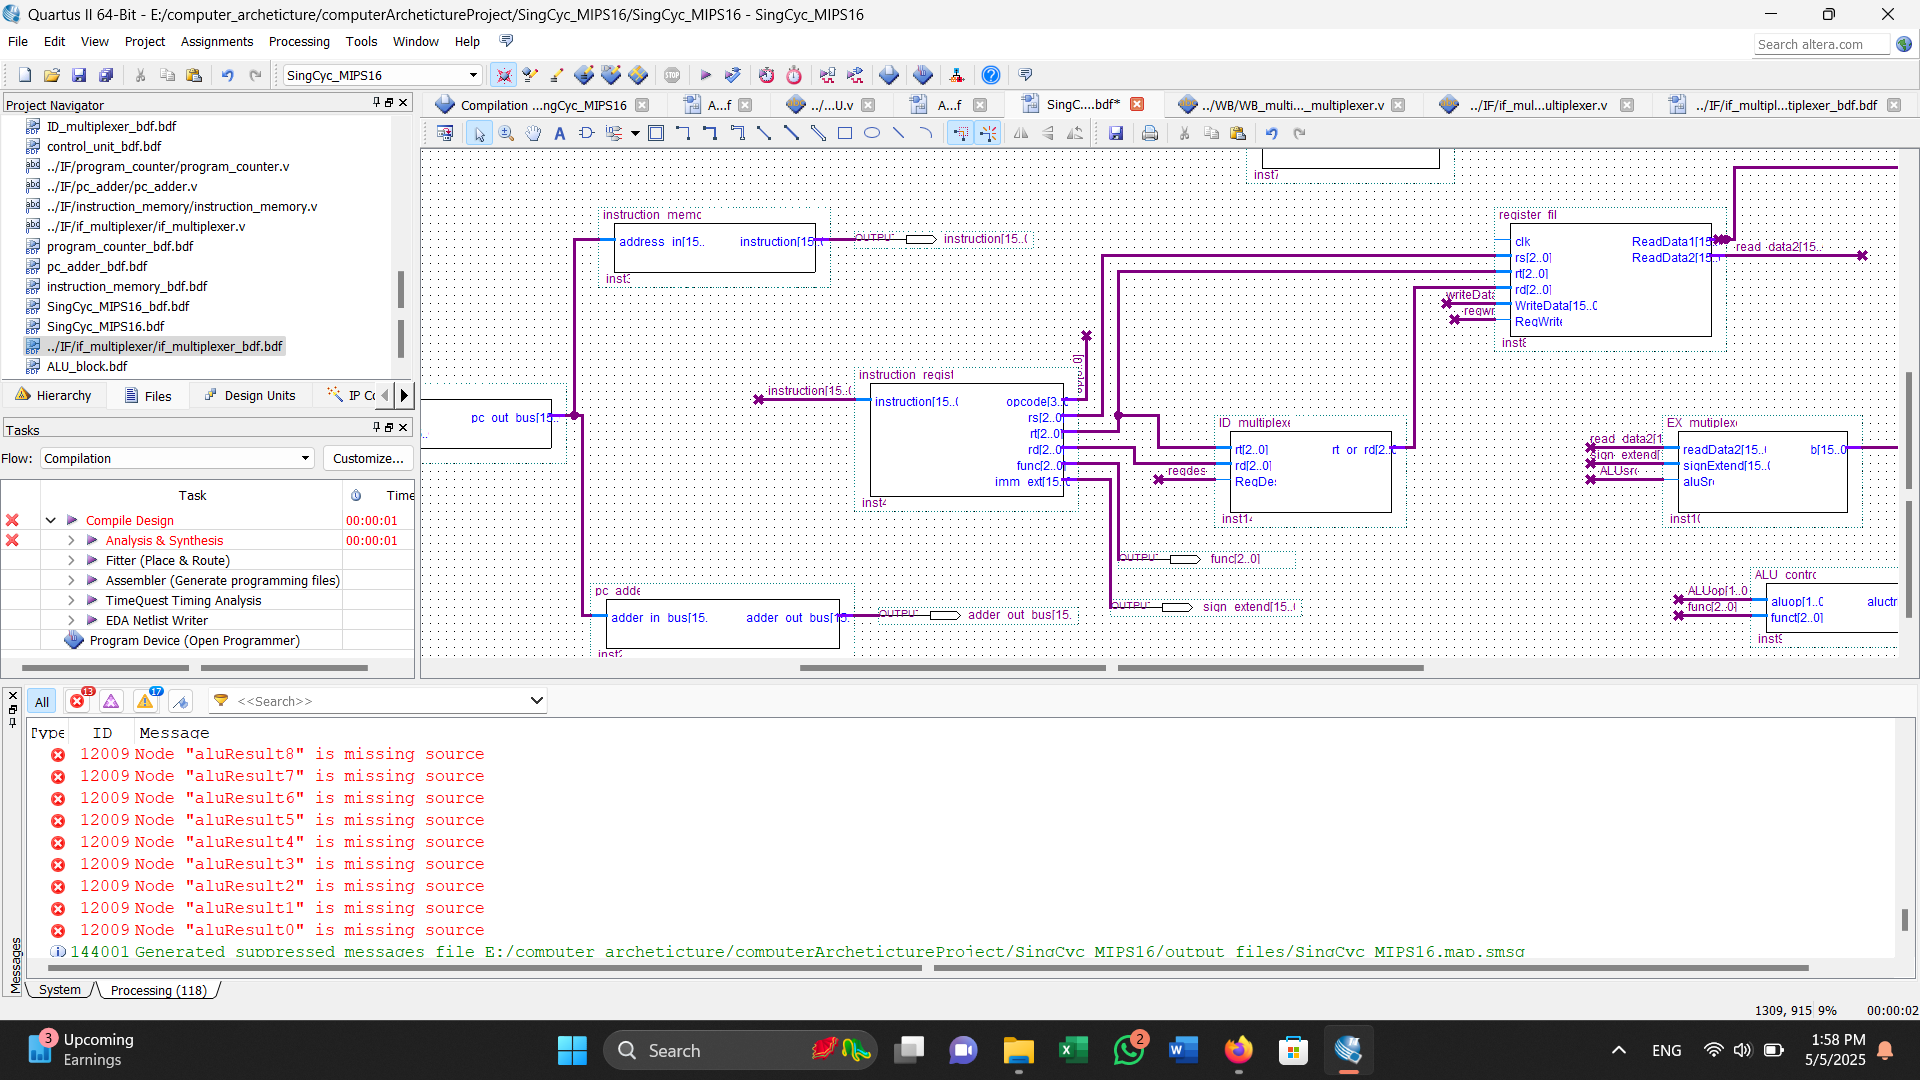 Quartus II 64-Bit - E:/computer_archeticture/computerArchetictureProject/SingCyc_MIPS16/SingCyc_MIPS16 - SingCyc_MIPS16
File Edit View Project Assignments Processing Tools Window Help
Search altera.com
SingCyc_MIPS16
Project Navigator
ID_multiplexer_bdf.bdf
control_unit_bdf.bdf
../IF/program_counter/program_counter.v
../IF/pc_adder/pc_adder.v
../IF/instruction_memory/instruction_memory.v
../IF/if_multiplexer/if_multiplexer.v
program_counter_bdf.bdf
pc_adder_bdf.bdf
instruction_memory_bdf.bdf
SingCyc_MIPS16_bdf.bdf
SingCyc_MIPS16.bdf
../IF/if_multiplexer/if_multiplexer_bdf.bdf
ALU_block.bdf
Hierarchy Files Design Units IP Cc
Tasks
Flow: Compilation Customize...
Task Time
Compile Design 00:00:01
Analysis & Synthesis 00:00:01
Fitter (Place & Route)
Assembler (Generate programming files)
TimeQuest Timing Analysis
EDA Netlist Writer
Program Device (Open Programmer)
Compilation ...ngCyc_MIPS16 A...f ../...U.v A...f SingC....bdf* ../WB/WB_multi..._multiplexer.v ../IF/if_mul...ultiplexer.v ../IF/if_multipl...tiplexer_bdf.bdf
inst7
instruction_memc
address_in[15..
instruction[15..0
inst3
OUTPUT
instruction[15..0
register_fil
clk
rs[2..0]
rt[2..0]
rd[2..0]
WriteData[15..0
RegWrite
ReadData1[15
ReadData2[15
inst8
read_data2[15..
writeData
regwr
pc_out_bus[15..
instruction_regist
instruction[15..0
instruction[15..0
opcode[3..0
rs[2..0
rt[2..0]
rd[2..0]
func[2..0]
imm_ext[15..0
inst4
ID_multiplexe
rt[2..0]
rd[2..0]
RegDes
rt_or_rd[2..0
regdes
inst14
EX_mutiplexe
read_data2[1
sign_extend[
ALUsrc
readData2[15..0
signExtend[15..0
aluSrc
b[15..0
inst10
OUTPUT
func[2..0]
OUTPUT
sign_extend[15..0
pc_adde
adder_in_bus[15..
adder_out_bus[15..
inst2
OUTPUT
adder_out_bus[15..
ALU_contro
ALUop[1..0
func[2..0]
aluop[1..0
funct[2..0]
aluctr
inst9
All 13 17 <<Search>>
Type ID Message
12009 Node "aluResult8" is missing source
12009 Node "aluResult7" is missing source
12009 Node "aluResult6" is missing source
12009 Node "aluResult5" is missing source
12009 Node "aluResult4" is missing source
12009 Node "aluResult3" is missing source
12009 Node "aluResult2" is missing source
12009 Node "aluResult1" is missing source
12009 Node "aluResult0" is missing source
144001 Generated suppressed messages file E:/computer_archeticture/computerArchetictureProject/SingCyc_MIPS16/output_files/SingCyc_MIPS16.map.smsg
Messages
System Processing (118)
1309, 915 9% 00:00:02
3 Upcoming
Earnings
Search
2
ENG
1:58 PM
5/5/2025